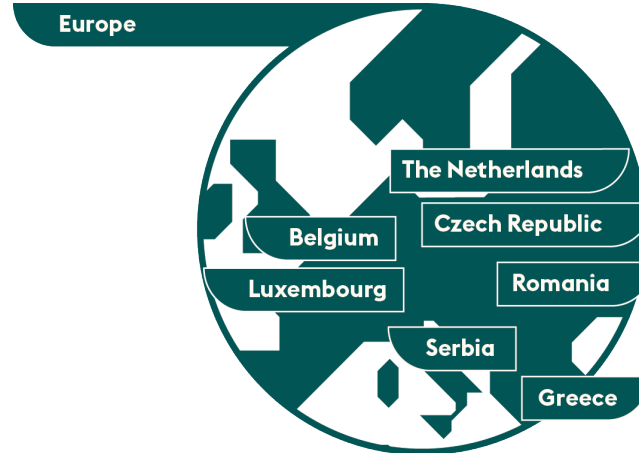 Europe
The Netherlands
Czech Republic
Belgium
Romania
Luxembourg
Serbia
Greece